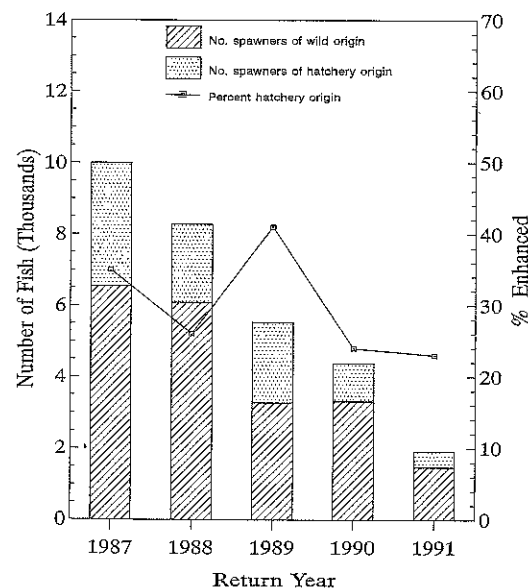 No. spawners of wild origin
No. spawners of hatchery origin
Percent hatchery origin
Number of Fish (Thousands)
14
12
10
8
6
4
2
0
70
60
50
40
30
20
10
0
% Enhanced
1987 1988 1989 1990 1991
Return Year